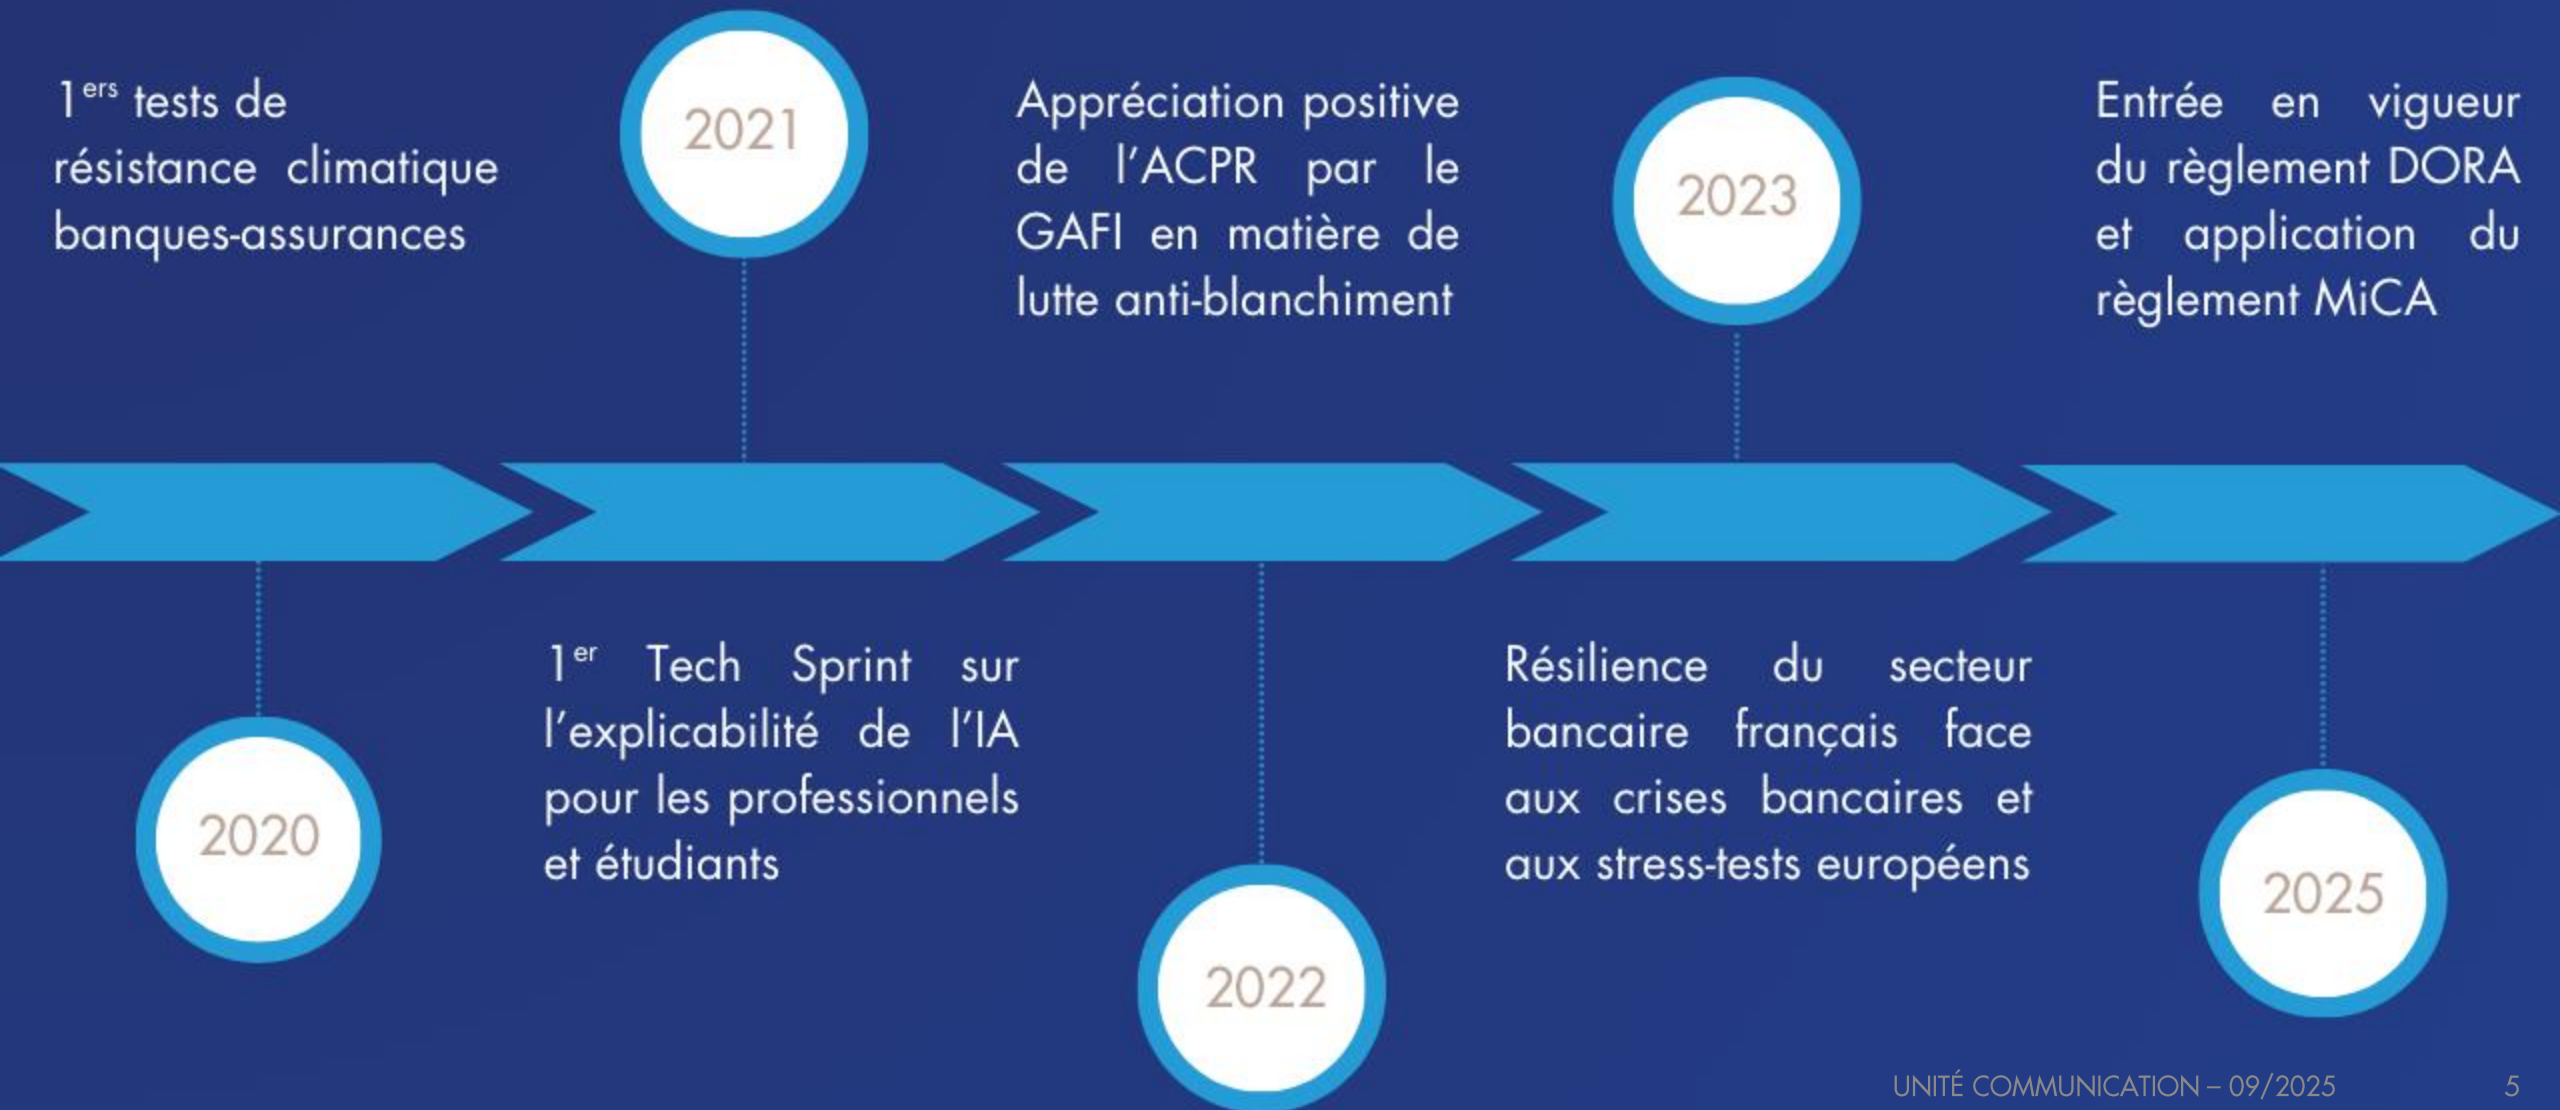 1ers tests de
résistance climatique
banques-assurances
2020
2021
1er Tech Sprint sur
l’explicabilité de l’IA
pour les professionnels
et étudiants
Appréciation positive
de l’ACPR par le
GAFI en matière de
lutte anti-blanchiment
2022
2023
Résilience du secteur
bancaire français face
aux crises bancaires et
aux stress-tests européens
Entrée en vigueur
du règlement DORA
et application du
règlement MiCA
2025
UNITÉ COMMUNICATION – 09/2025
5